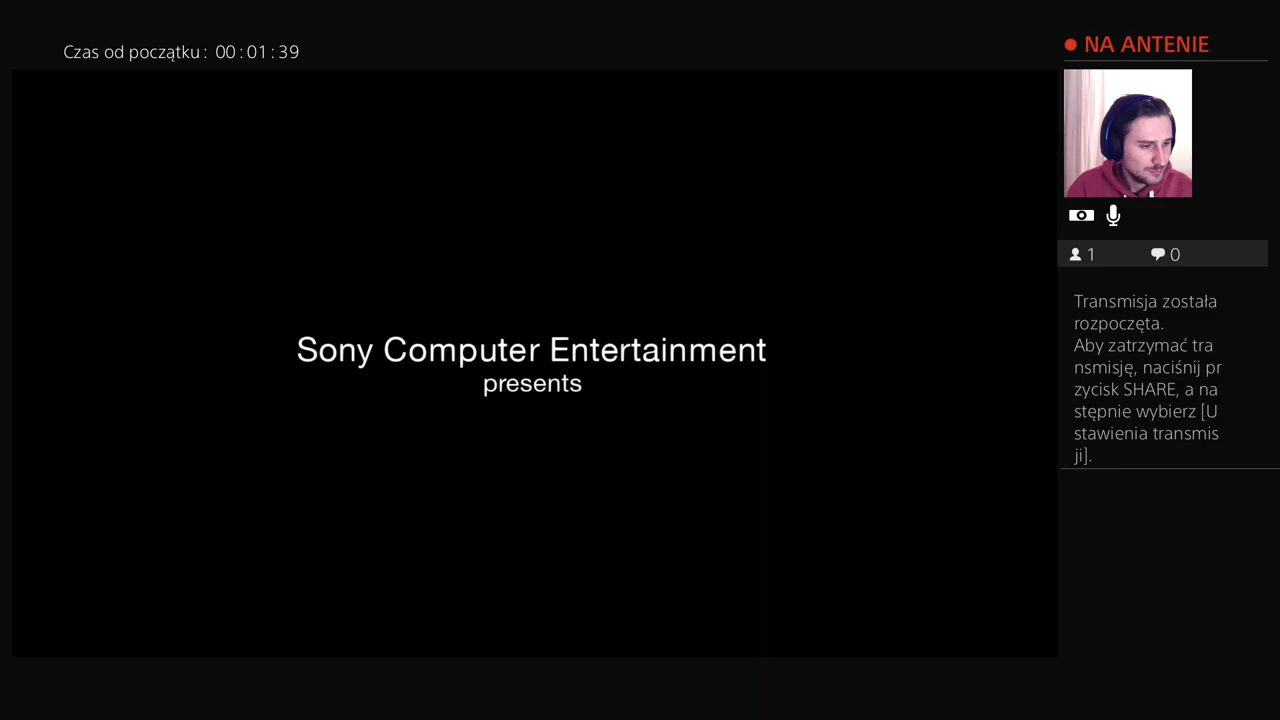 Czas od początku : 00 : 01 : 39
NA ANTENIE
Sony Computer Entertainment
presents
1
0
Transmisja została
rozpoczęta.
Aby zatrzymać tra
nsmisję, naciśnij pr
zycisk SHARE, a na
stępnie wybierz [U
stawienia transmis
ji].